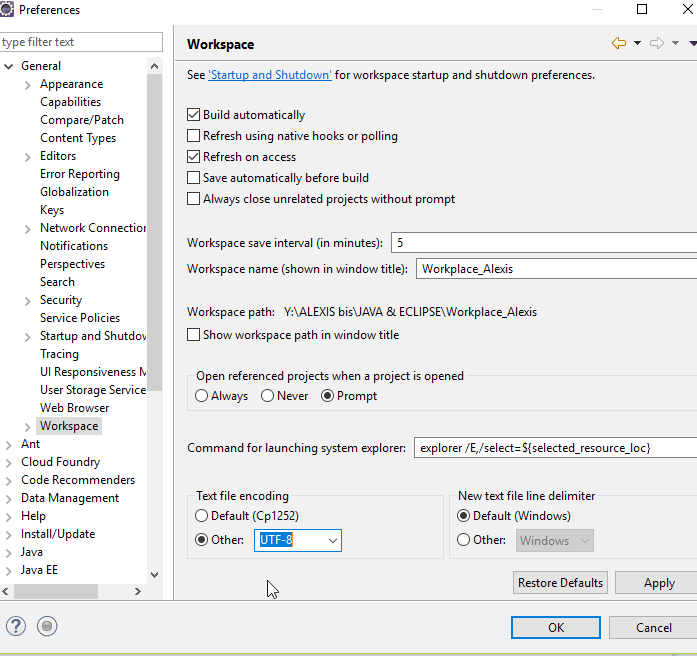 Preferences
type filter text
General
Appearance
Capabilities
Compare/Patch
Content Types
Editors
Error Reporting
Globalization
Keys
Network Connection
Notifications
Perspectives
Search
Security
Service Policies
Startup and Shutdow
Tracing
UI Responsiveness M
User Storage Service
Web Browser
Workspace
Ant
Cloud Foundry
Code Recommenders
Data Management
Help
Install/Update
Java
Java EE
Workspace
See 'Startup and Shutdown' for workspace startup and shutdown preferences.
Build automatically
Refresh using native hooks or polling
Refresh on access
Save automatically before build
Always close unrelated projects without prompt
Workspace save interval (in minutes): 5
Workspace name (shown in window title): Workplace_Alexis
Workspace path: Y:\ALEXIS bis\JAVA & ECLIPSE\Workplace_Alexis
Show workspace path in window title
Open referenced projects when a project is opened
Always Never Prompt
Command for launching system explorer: explorer /E,/select=${selected_resource_loc}
Text file encoding
Default (Cp1252)
Other: UTF-8
New text file line delimiter
Default (Windows)
Other: Windows
Restore Defaults Apply
? OK Cancel